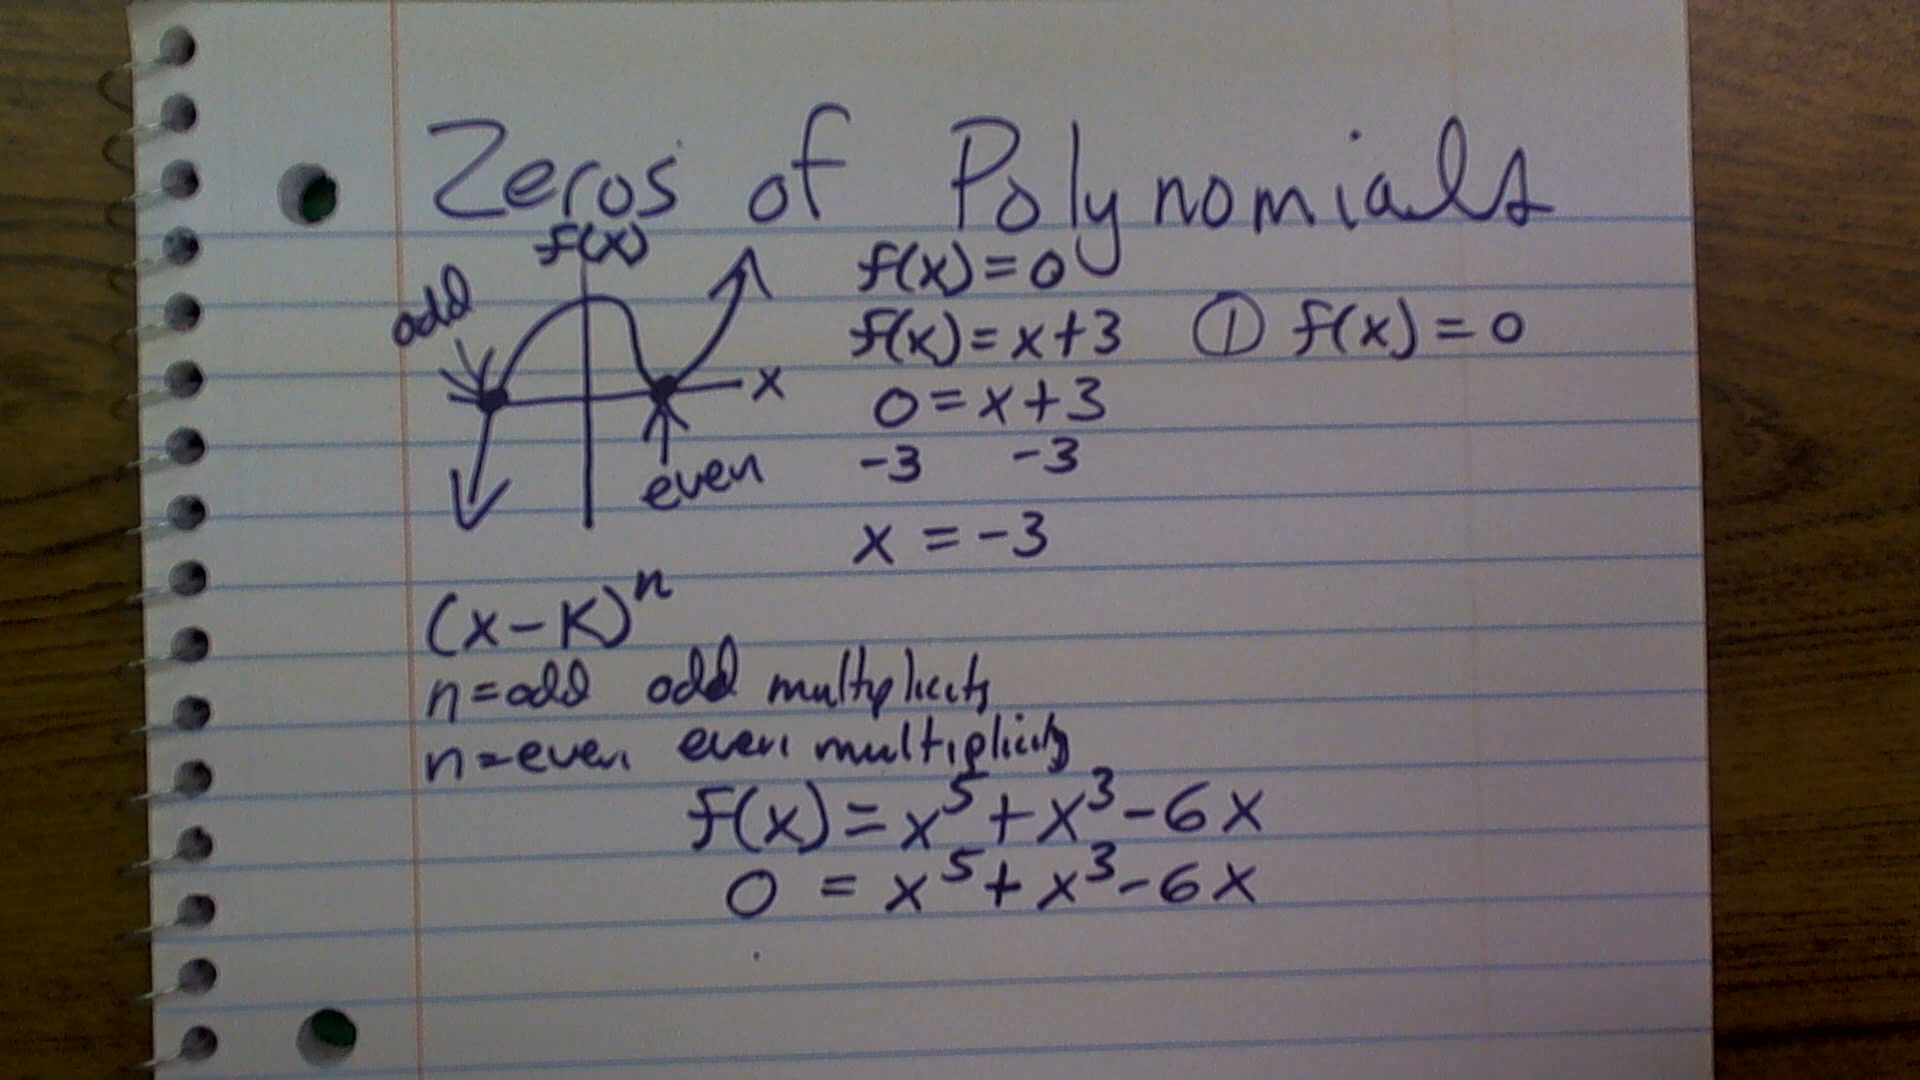 Zeros of Polynomials
f(x)
odd
x
even
f(x) = 0
f(x) = x+3
① f(x) = 0
0 = x+3
-3 -3
x = -3
(x-K)^n
n=odd odd multiplicity
n=even even multiplicity
f(x) = x^5 + x^3 - 6x
0 = x^5 + x^3 - 6x